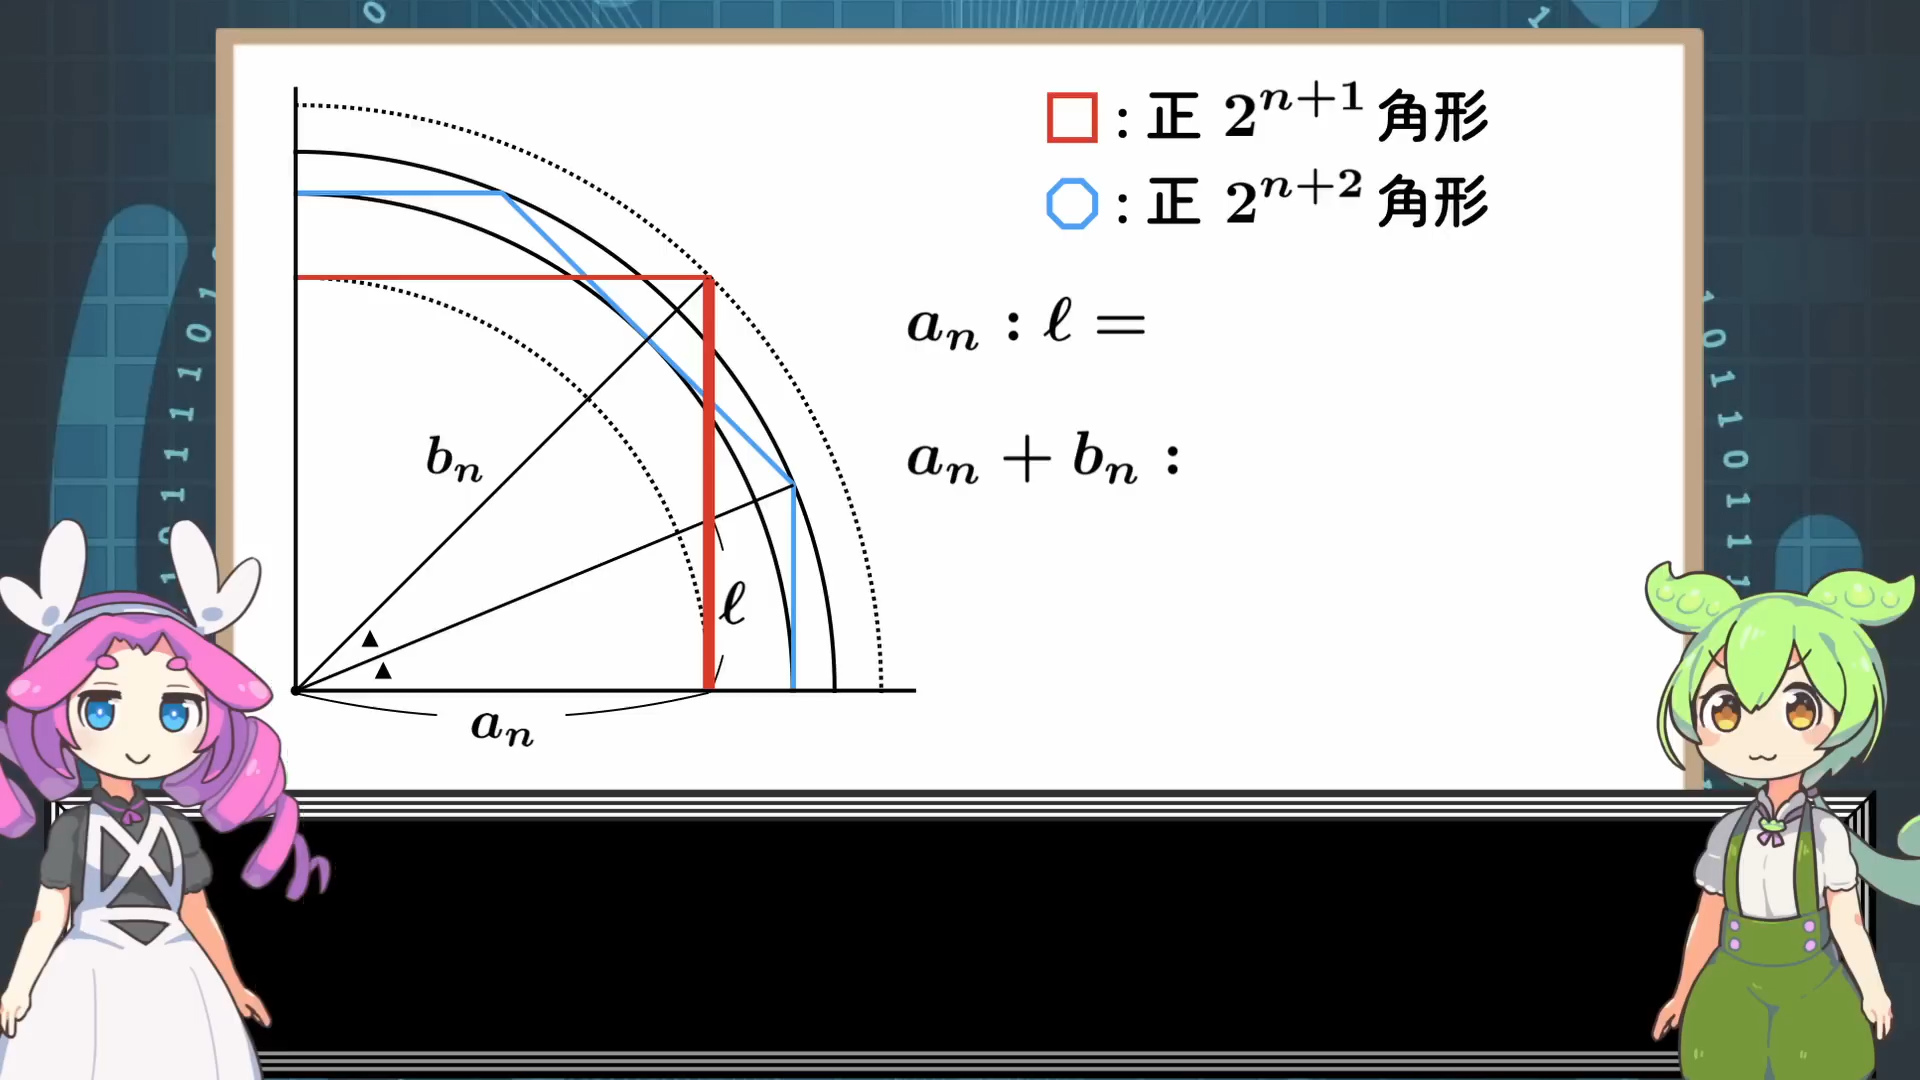 : 正 2^{n+1} 角形
: 正 2^{n+2} 角形
a_n : ℓ =
a_n + b_n :
b_n
ℓ
a_n